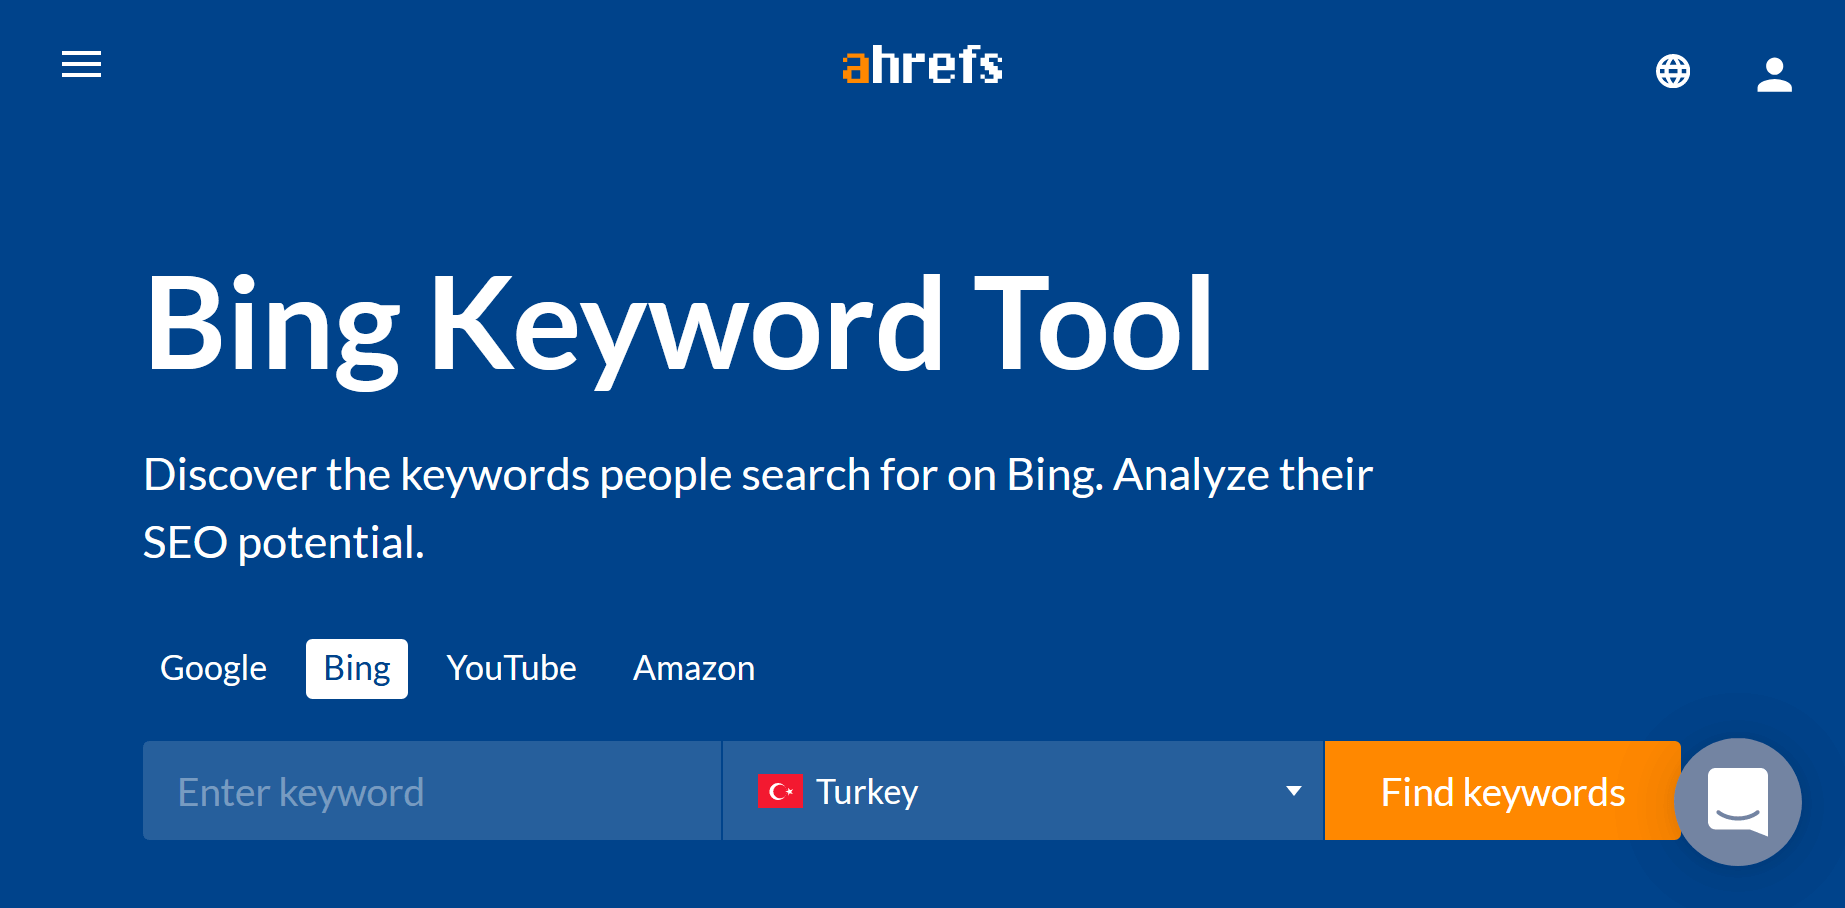 ahrefs
Bing Keyword Tool
Discover the keywords people search for on Bing. Analyze their
SEO potential.
Google Bing YouTube Amazon
Enter keyword Turkey Find keywords